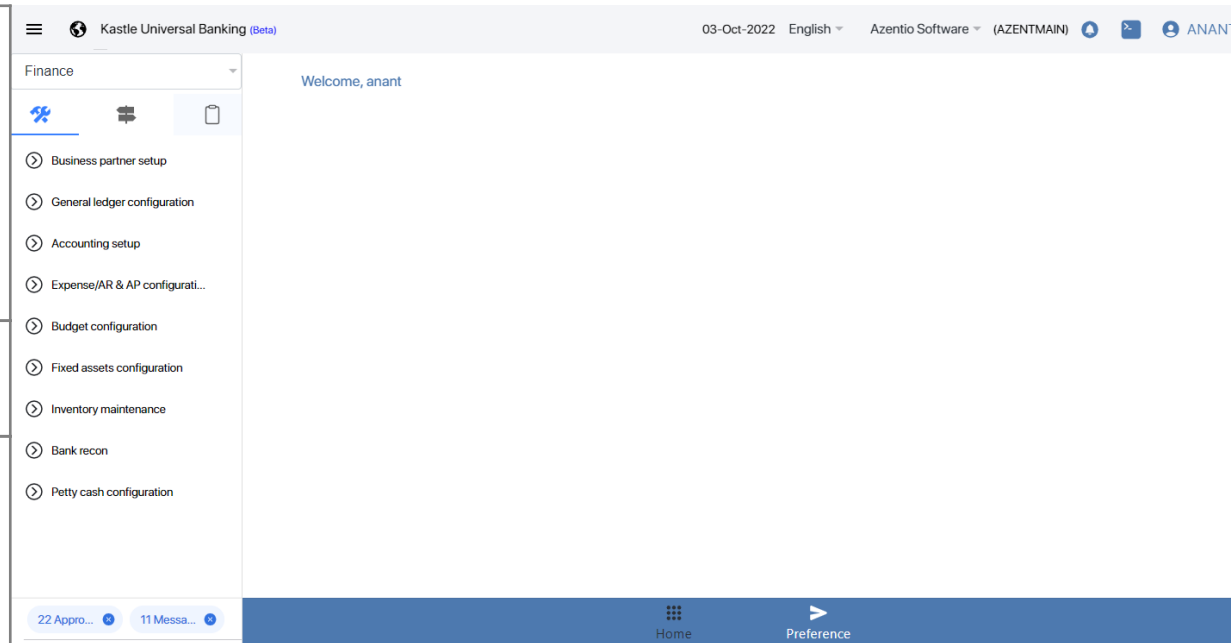 Kastle Universal Banking (Beta)
03-Oct-2022 English Azentio Software (AZENTMAIN) ANANT
Finance
Welcome, anant
Business partner setup
General ledger configuration
Accounting setup
Expense/AR & AP configurati...
Budget configuration
Fixed assets configuration
Inventory maintenance
Bank recon
Petty cash configuration
22 Appro... 11 Messa...
Home Preference